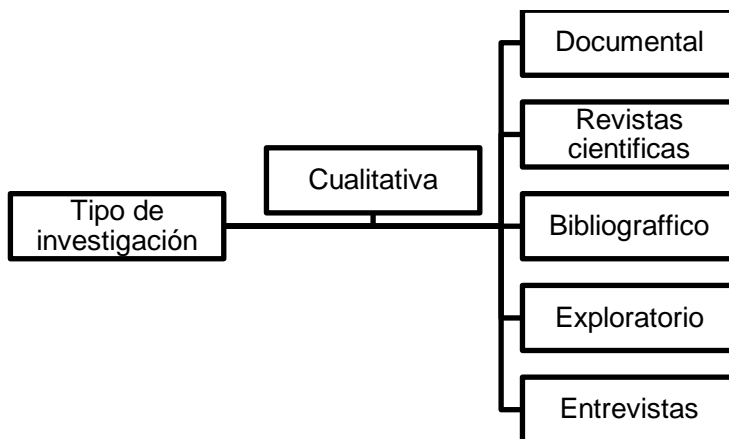 Tipo de
investigación
Cualitativa
Documental
Revistas
cientificas
Bibliograffico
Exploratorio
Entrevistas